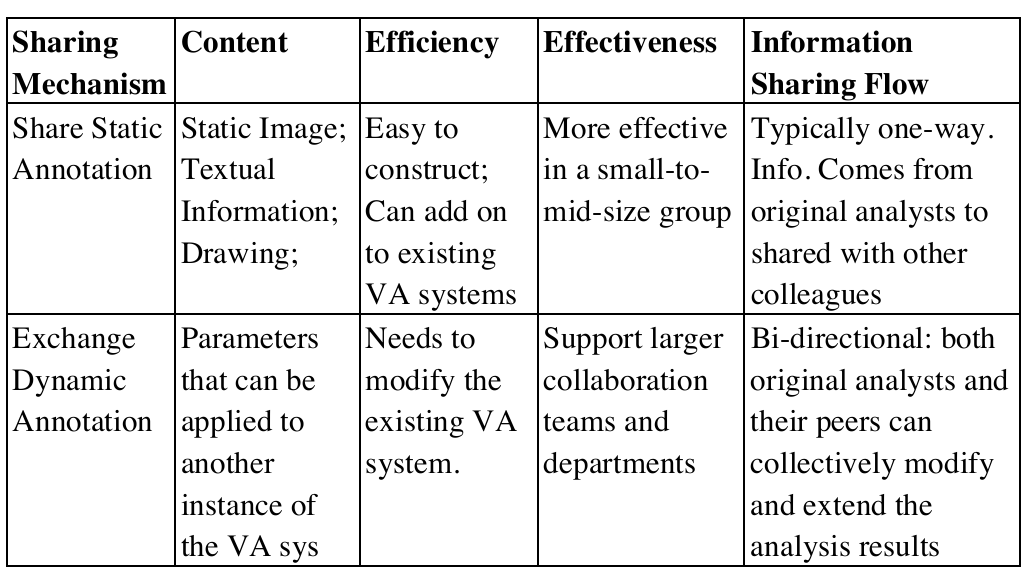 Sharing Mechanism
Content
Efficiency
Effectiveness
Information Sharing Flow
Share Static
Annotation
Static Image;
Textual
Information;
Drawing;
Easy to
construct;
Can add on
to existing
VA systems
More effective
in a small-to-
mid-size group
Typically one-way.
Info. Comes from
original analysts to
shared with other
colleagues
Exchange
Dynamic
Annotation
Parameters
that can be
applied to
another
instance of
the VA sys
Needs to
modify the
existing VA
system.
Support larger
collaboration
teams and
departments
Bi-directional: both
original analysts and
their peers can
collectively modify
and extend the
analysis results